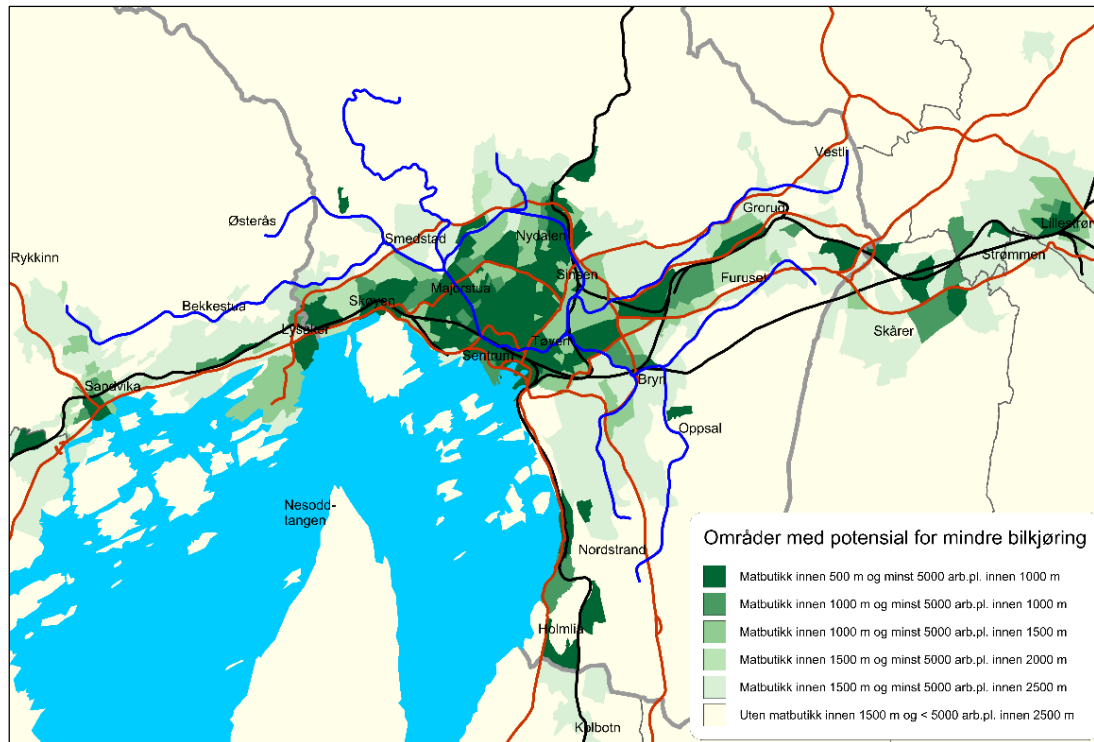 Vestli
Grorud
Østerås
Smedstad
Nydalen
Lillestrøm
Rykkinn
Strømmen
Sinsen
Furuset
Majorstua
Bekkestua
Skøyen
Lysaker
Skårer
Tøyen
Sentrum
Sandvika
Bryn
Oppsal
Nesodd-
tangen
Nordstrand
Holmlia
Kolbotn
Områder med potensial for mindre bilkjøring
Matbutikk innen 500 m og minst 5000 arb.pl. innen 1000 m
Matbutikk innen 1000 m og minst 5000 arb.pl. innen 1000 m
Matbutikk innen 1000 m og minst 5000 arb.pl. innen 1500 m
Matbutikk innen 1500 m og minst 5000 arb.pl. innen 2000 m
Matbutikk innen 1500 m og minst 5000 arb.pl. innen 2500 m
Uten matbutikk innen 1500 m og < 5000 arb.pl. innen 2500 m